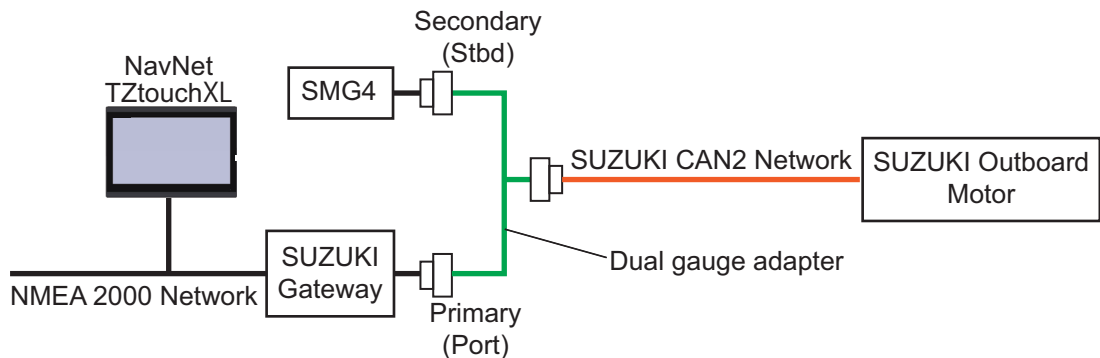 Secondary
(Stbd)
NavNet
TZtouchXL
SMG4
SUZUKI CAN2 Network
SUZUKI Outboard
Motor
SUZUKI
Gateway
Dual gauge adapter
NMEA 2000 Network
Primary
(Port)